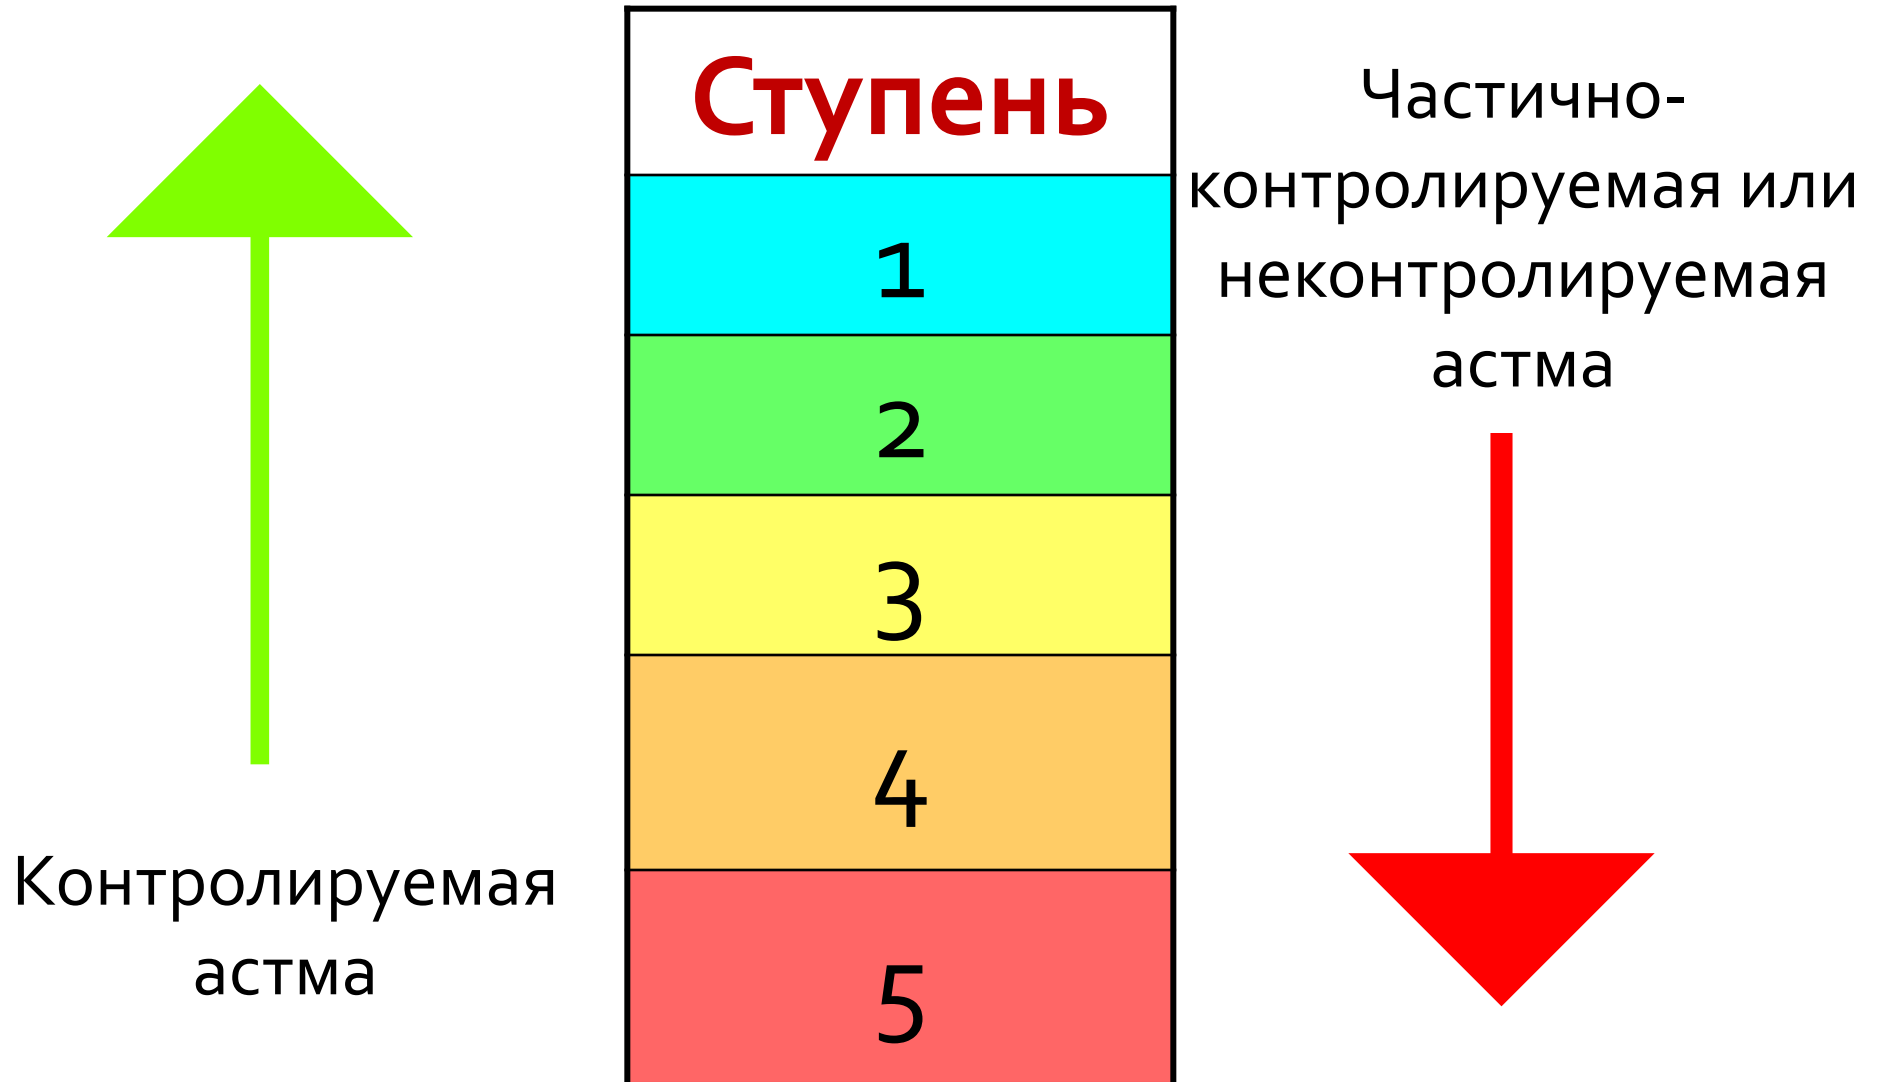 Ступень
1
2
3
4
5
Контролируемая
астма
Частично-
контролируемая или
неконтролируемая
астма